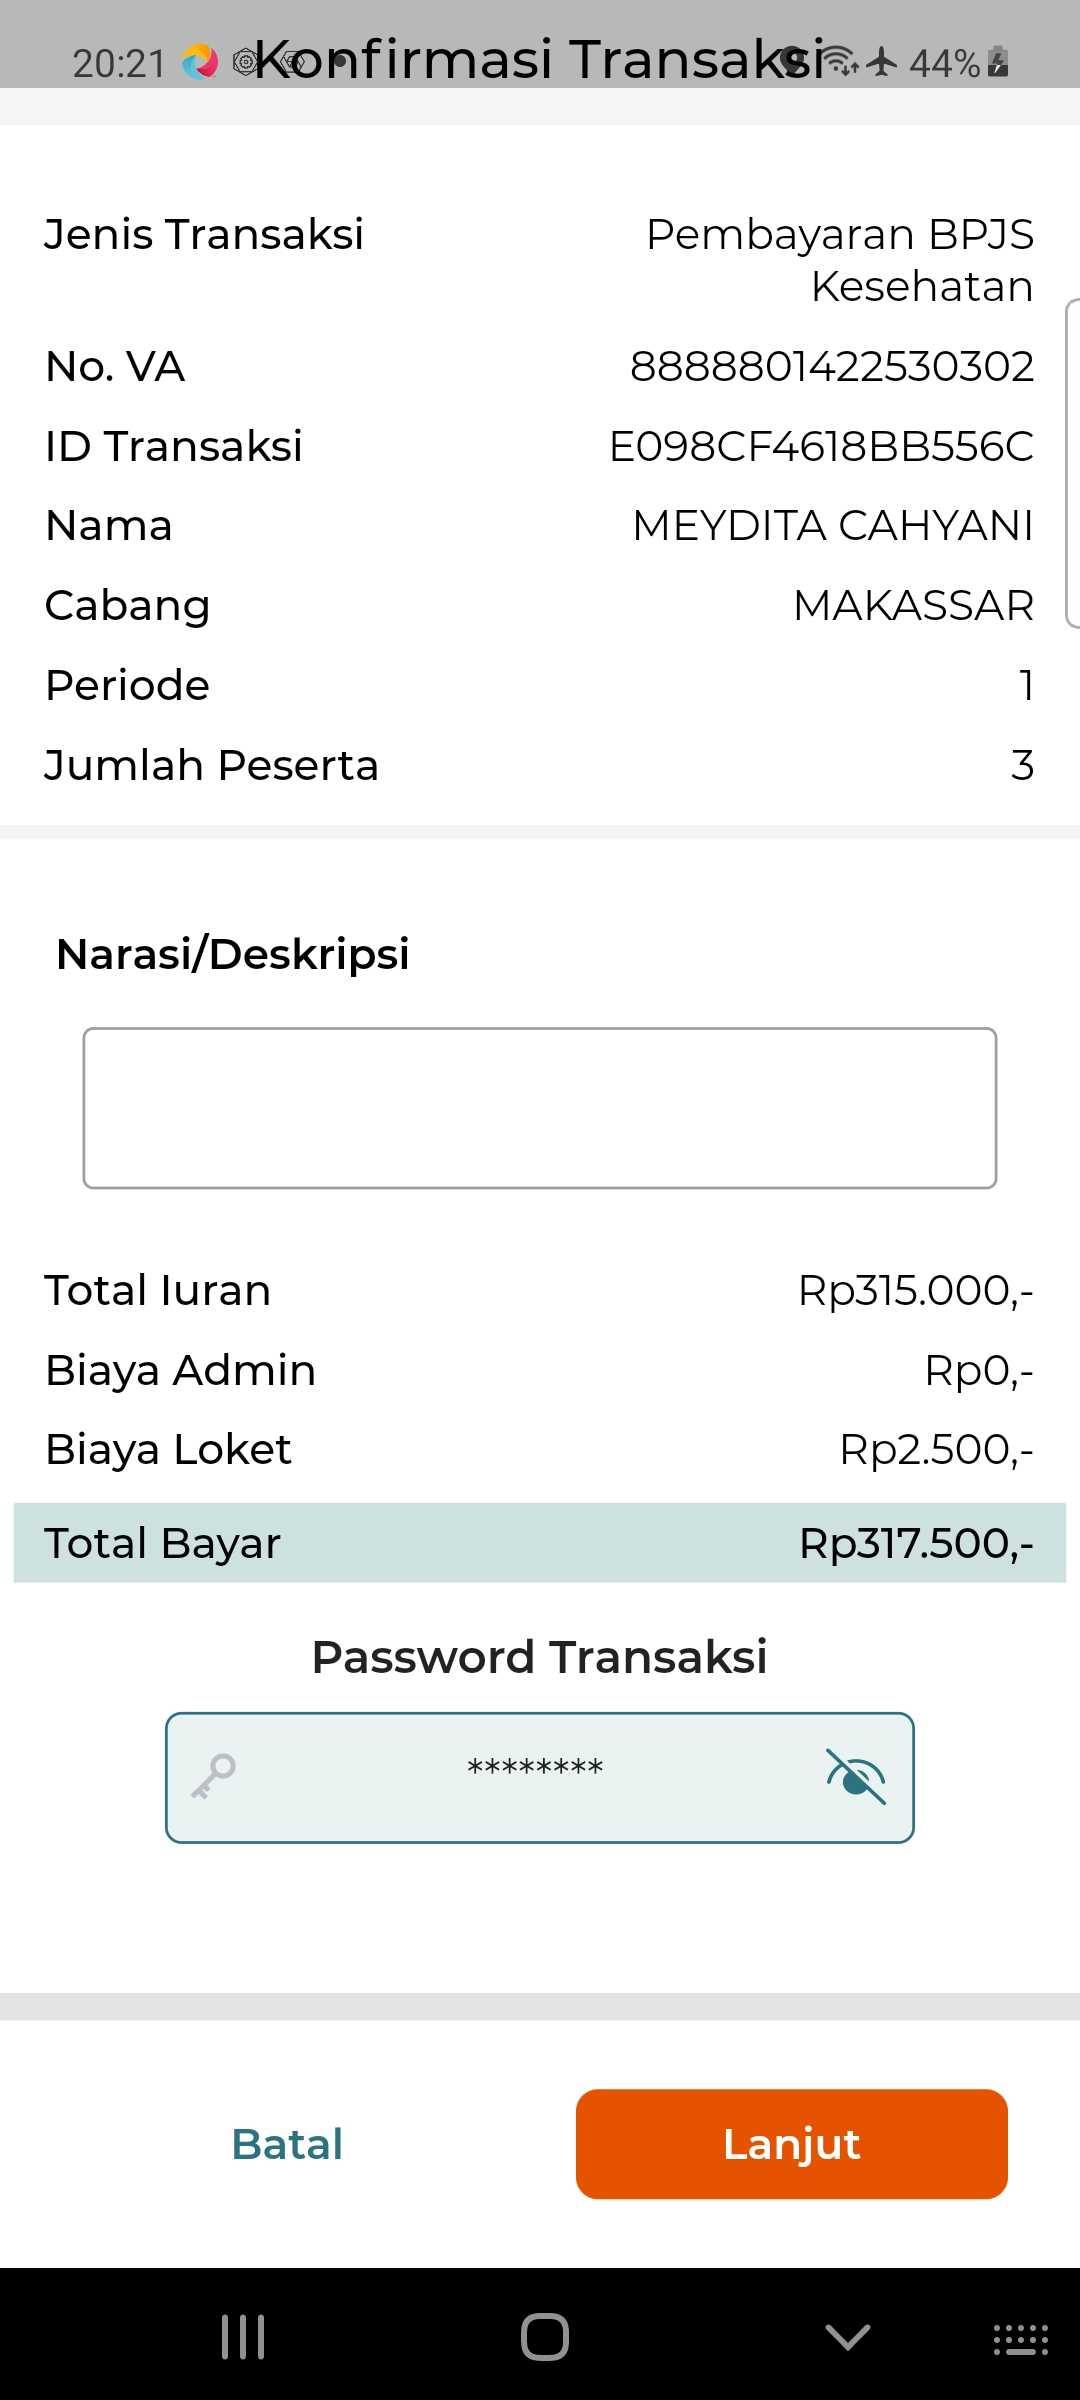 20:21 Konfirmasi Transaksi 44%
Jenis Transaksi Pembayaran BPJS
Kesehatan
No. VA 8888801422530302
ID Transaksi E098CF4618BB556C
Nama MEYDITA CAHYANI
Cabang MAKASSAR
Periode 1
Jumlah Peserta 3
Narasi/Deskripsi
Total Iuran Rp315.000,-
Biaya Admin Rp0,-
Biaya Loket Rp2.500,-
Total Bayar Rp317.500,-
Password Transaksi
********
Batal Lanjut